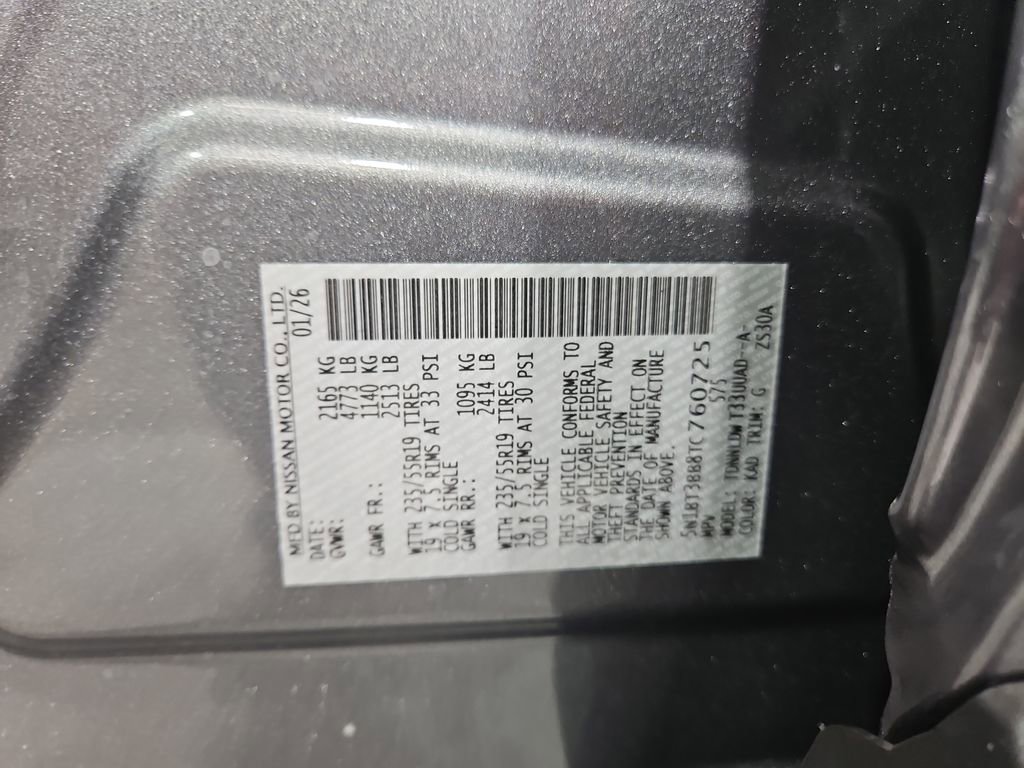 MFD BY NISSAN MOTOR CO., LTD.
DATE: 01/26
GVWR: 2165 KG
4773 LB
GAWR FR.: 1140 KG
2513 LB
WITH 235/55R19 TIRES
19 x 7.5 RIMS AT 33 PSI
COLD SINGLE
GAWR RR.: 1095 KG
2414 LB
WITH 235/55R19 TIRES
19 x 7.5 RIMS AT 30 PSI
COLD SINGLE
THIS VEHICLE CONFORMS TO
ALL APPLICABLE FEDERAL
MOTOR VEHICLE SAFETY AND
THEFT PREVENTION
STANDARDS IN EFFECT ON
THE DATE OF MANUFACTURE
SHOWN ABOVE.
5N1BT3BB8TC760725
MPV 575
MODEL: TDNNLDW T33UUAD--A-
COLOR: KAD TRIM: G ZS30A